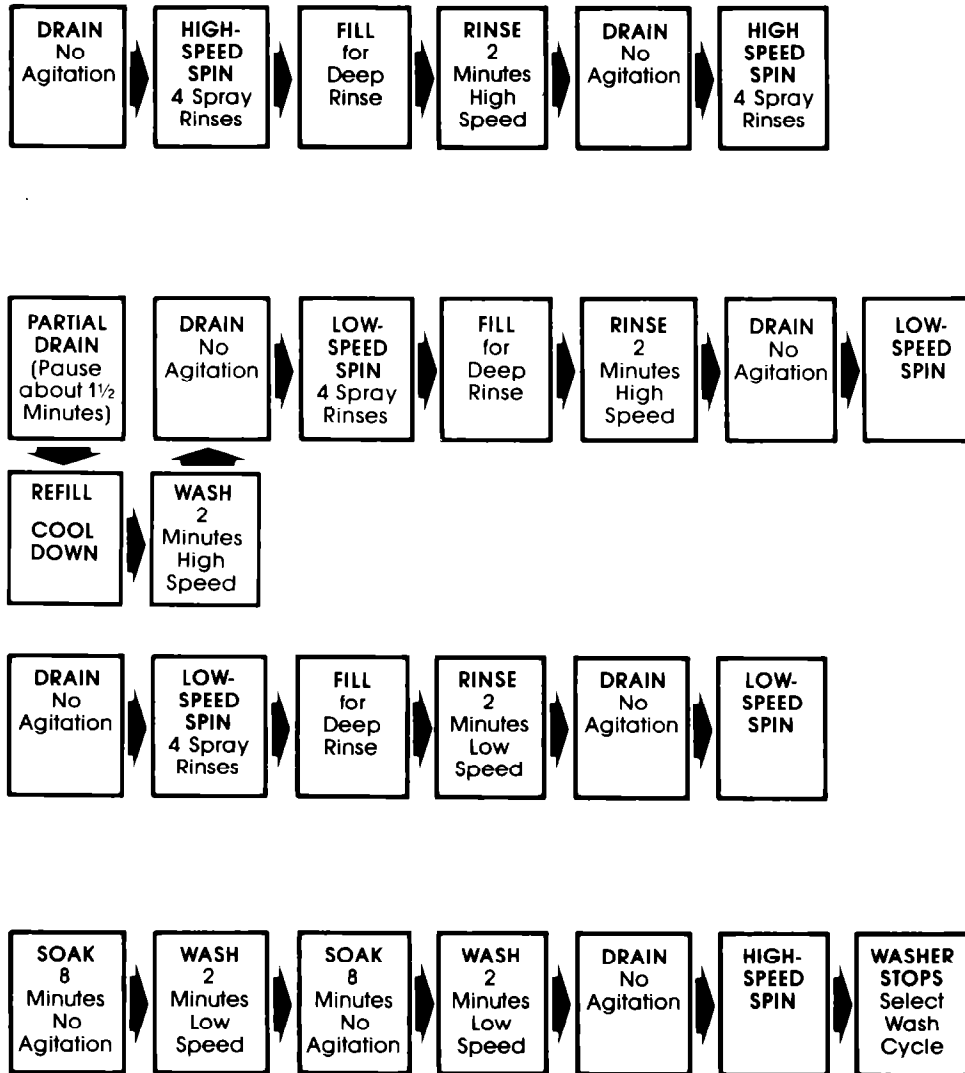 DRAIN
No
Agitation
HIGH-
SPEED
SPIN
4 Spray
Rinses
FILL
for
Deep
Rinse
RINSE
2
Minutes
High
Speed
DRAIN
No
Agitation
HIGH
SPEED
SPIN
4 Spray
Rinses
PARTIAL
DRAIN
(Pause
about 1½
Minutes)
REFILL
COOL
DOWN
WASH
2
Minutes
High
Speed
DRAIN
No
Agitation
LOW-
SPEED
SPIN
4 Spray
Rinses
FILL
for
Deep
Rinse
RINSE
2
Minutes
High
Speed
DRAIN
No
Agitation
LOW-
SPEED
SPIN
DRAIN
No
Agitation
LOW-
SPEED
SPIN
4 Spray
Rinses
FILL
for
Deep
Rinse
RINSE
2
Minutes
Low
Speed
DRAIN
No
Agitation
LOW-
SPEED
SPIN
SOAK
8
Minutes
No
Agitation
WASH
2
Minutes
Low
Speed
SOAK
8
Minutes
No
Agitation
WASH
2
Minutes
Low
Speed
DRAIN
No
Agitation
HIGH-
SPEED
SPIN
WASHER
STOPS
Select
Wash
Cycle